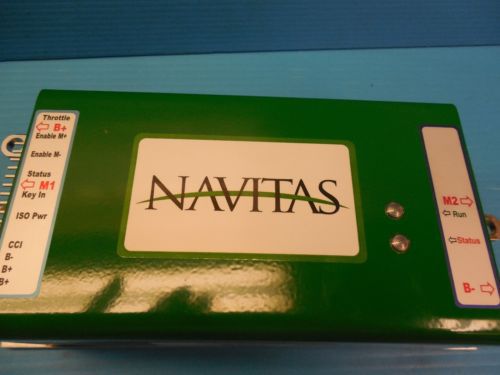 Throttle
⇦ B+
Enable M+
Enable M-
Status
⇦ M1
Key In
ISO Pwr
CCI
B-
B+
B+
NAVITAS
M2⇨
⇦Run
⇦Status
B-⇨